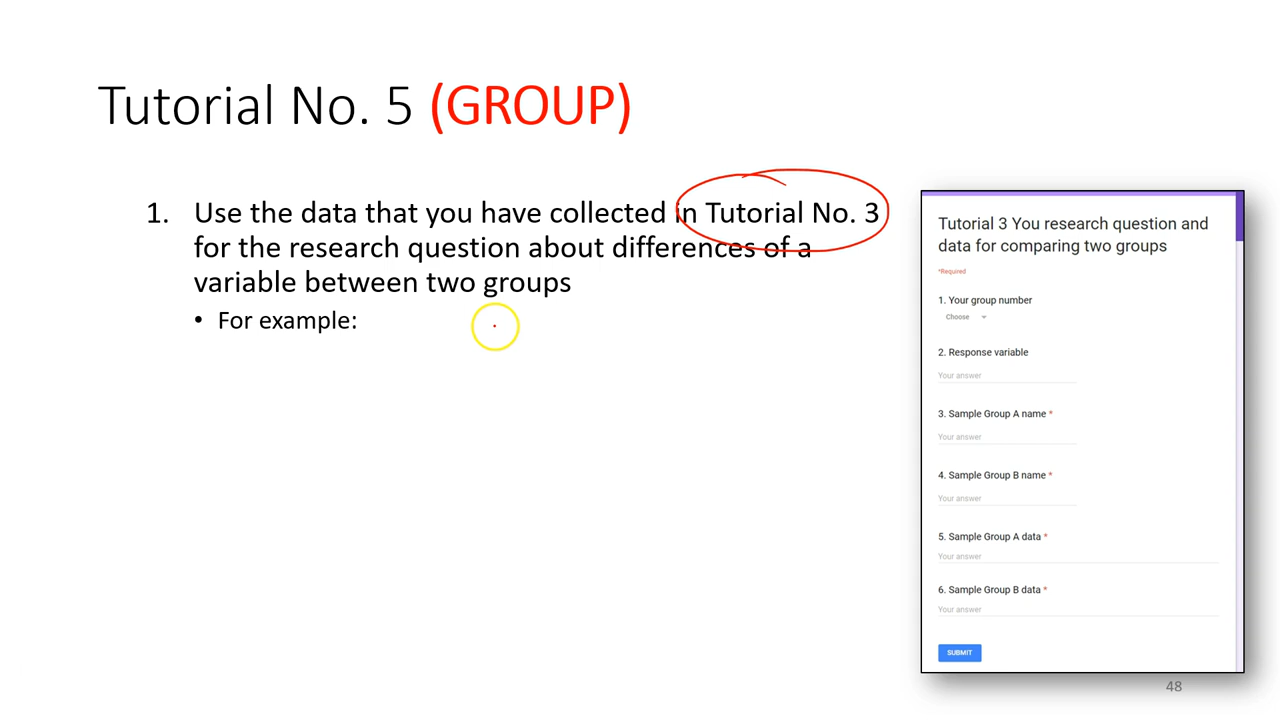 Tutorial No. 5 (GROUP)
1. Use the data that you have collected in Tutorial No. 3
for the research question about differences of a
variable between two groups
• For example:
Tutorial 3 You research question and
data for comparing two groups
*Required
1. Your group number
Choose
2. Response variable
Your answer
3. Sample Group A name *
Your answer
4. Sample Group B name *
Your answer
5. Sample Group A data *
Your answer
6. Sample Group B data *
Your answer
SUBMIT
48